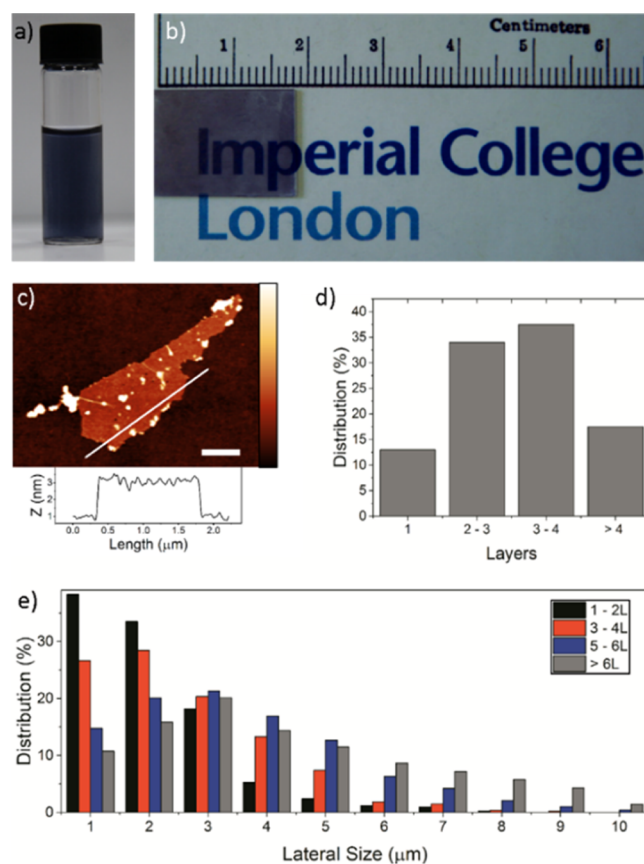 a)
b)
Centimeters
1 2 3 4 5 6
Imperial College
London
c)
Z (nm)
3
2
1
0.0 0.5 1.0 1.5 2.0
Length (μm)
d)
Distribution (%)
40
35
30
25
20
15
10
5
0
1 2 - 3 3 - 4 > 4
Layers
e)
Distribution (%)
30
20
10
0
1 - 2L
3 - 4L
5 - 6L
> 6L
1 2 3 4 5 6 7 8 9 10
Lateral Size (μm)